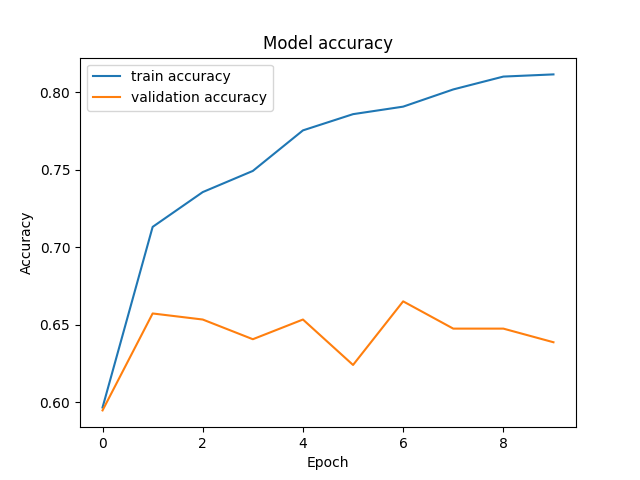 Model accuracy
train accuracy
validation accuracy
Accuracy
0.80
0.75
0.70
0.65
0.60
0 2 4 6 8
Epoch